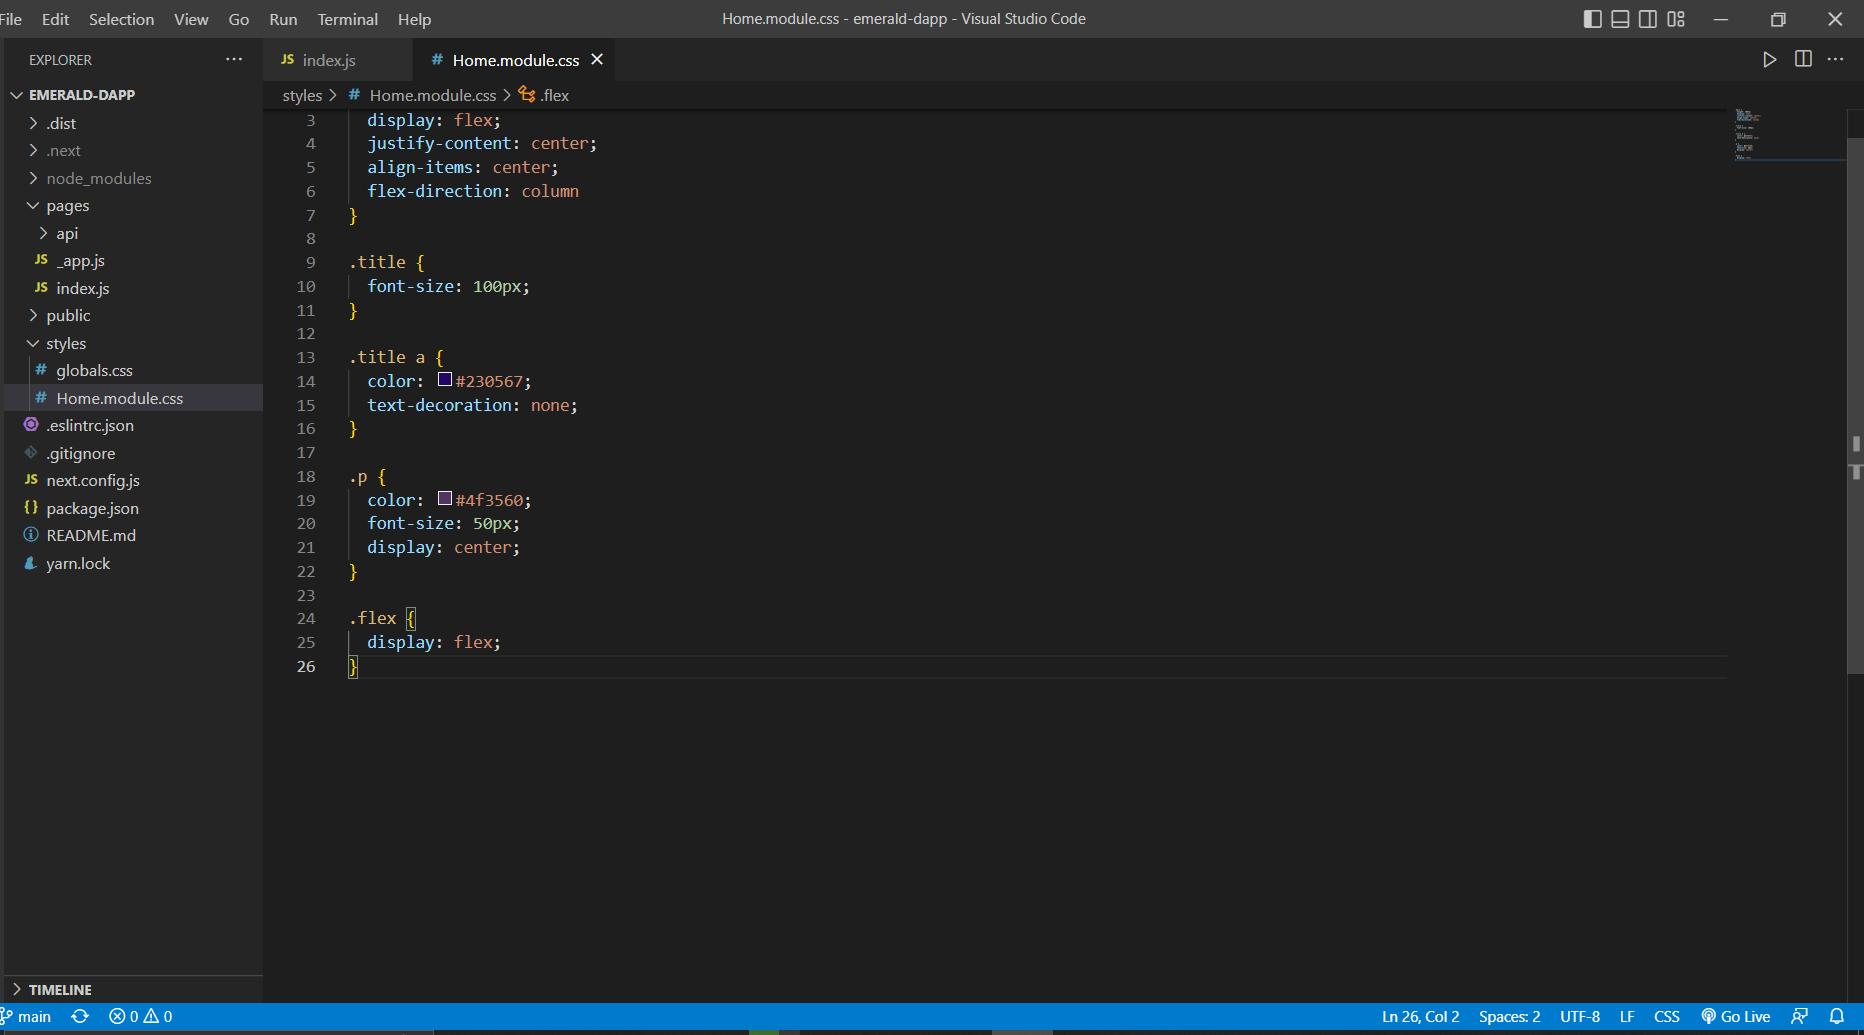 File Edit Selection View Go Run Terminal Help
Home.module.css - emerald-dapp - Visual Studio Code
EXPLORER
EMERALD-DAPP
.dist
.next
node_modules
pages
api
JS _app.js
JS index.js
public
styles
# globals.css
# Home.module.css
.eslintrc.json
.gitignore
JS next.config.js
{} package.json
README.md
yarn.lock
TIMELINE
JS index.js
# Home.module.css
styles > # Home.module.css > .flex
3 display: flex;
4 justify-content: center;
5 align-items: center;
6 flex-direction: column
7 }
8
9 .title {
10 font-size: 100px;
11 }
12
13 .title a {
14 color: #230567;
15 text-decoration: none;
16 }
17
18 .p {
19 color: #4f3560;
20 font-size: 50px;
21 display: center;
22 }
23
24 .flex {
25 display: flex;
26 }
main 0 0 Ln 26, Col 2 Spaces: 2 UTF-8 LF CSS Go Live